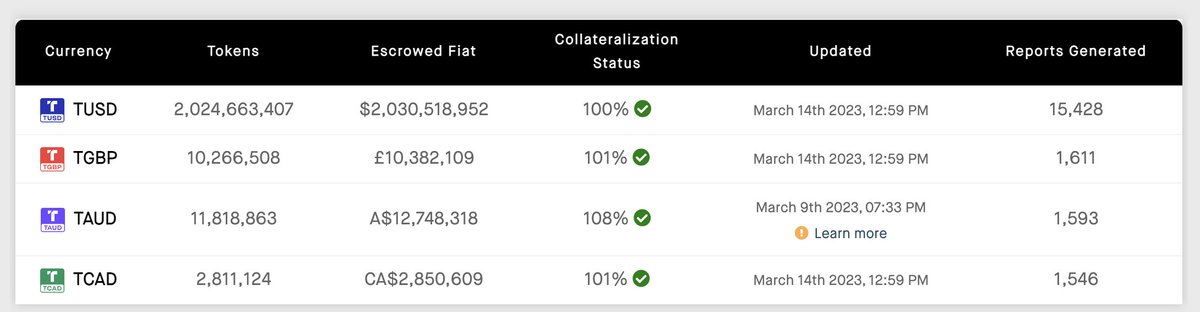 Currency Tokens Escrowed Fiat Collateralization Status Updated Reports Generated
TUSD TUSD 2,024,663,407 $2,030,518,952 100% March 14th 2023, 12:59 PM 15,428
TGBP TGBP 10,266,508 £10,382,109 101% March 14th 2023, 12:59 PM 1,611
TAUD TAUD 11,818,863 A$12,748,318 108% March 9th 2023, 07:33 PM 1,593
Learn more
TCAD TCAD 2,811,124 CA$2,850,609 101% March 14th 2023, 12:59 PM 1,546